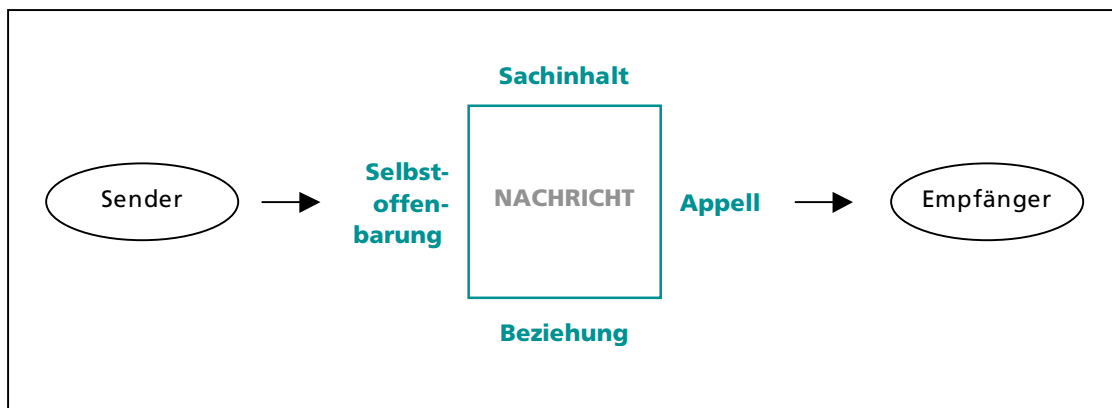 Sachinhalt
Sender
Selbst-
offen-
barung
NACHRICHT
Appell
Empfänger
Beziehung